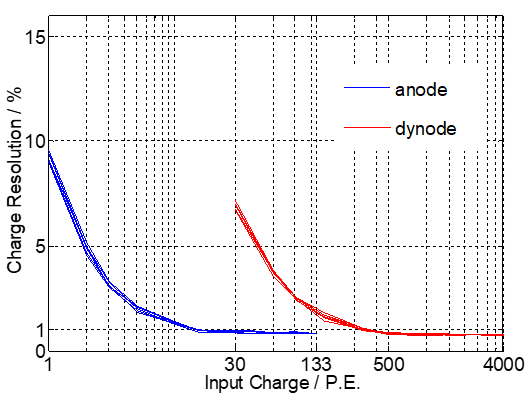 15
10
5
1
0
Charge Resolution / %
anode
dynode
1 30 133 500 4000
Input Charge / P.E.